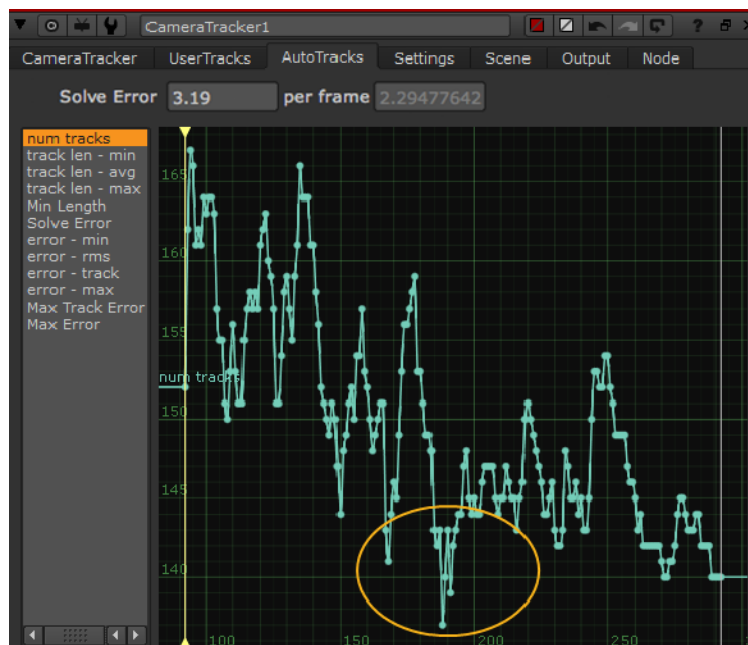 CameraTracker1 ?
CameraTracker UserTracks AutoTracks Settings Scene Output Node
Solve Error 3.19 per frame 2.29477642
num tracks
track len - min
track len - avg
track len - max
Min Length
Solve Error
error - min
error - rms
error - track
error - max
Max Track Error
Max Error
165
160
155
num tracks
150
145
140
100 150 200 250